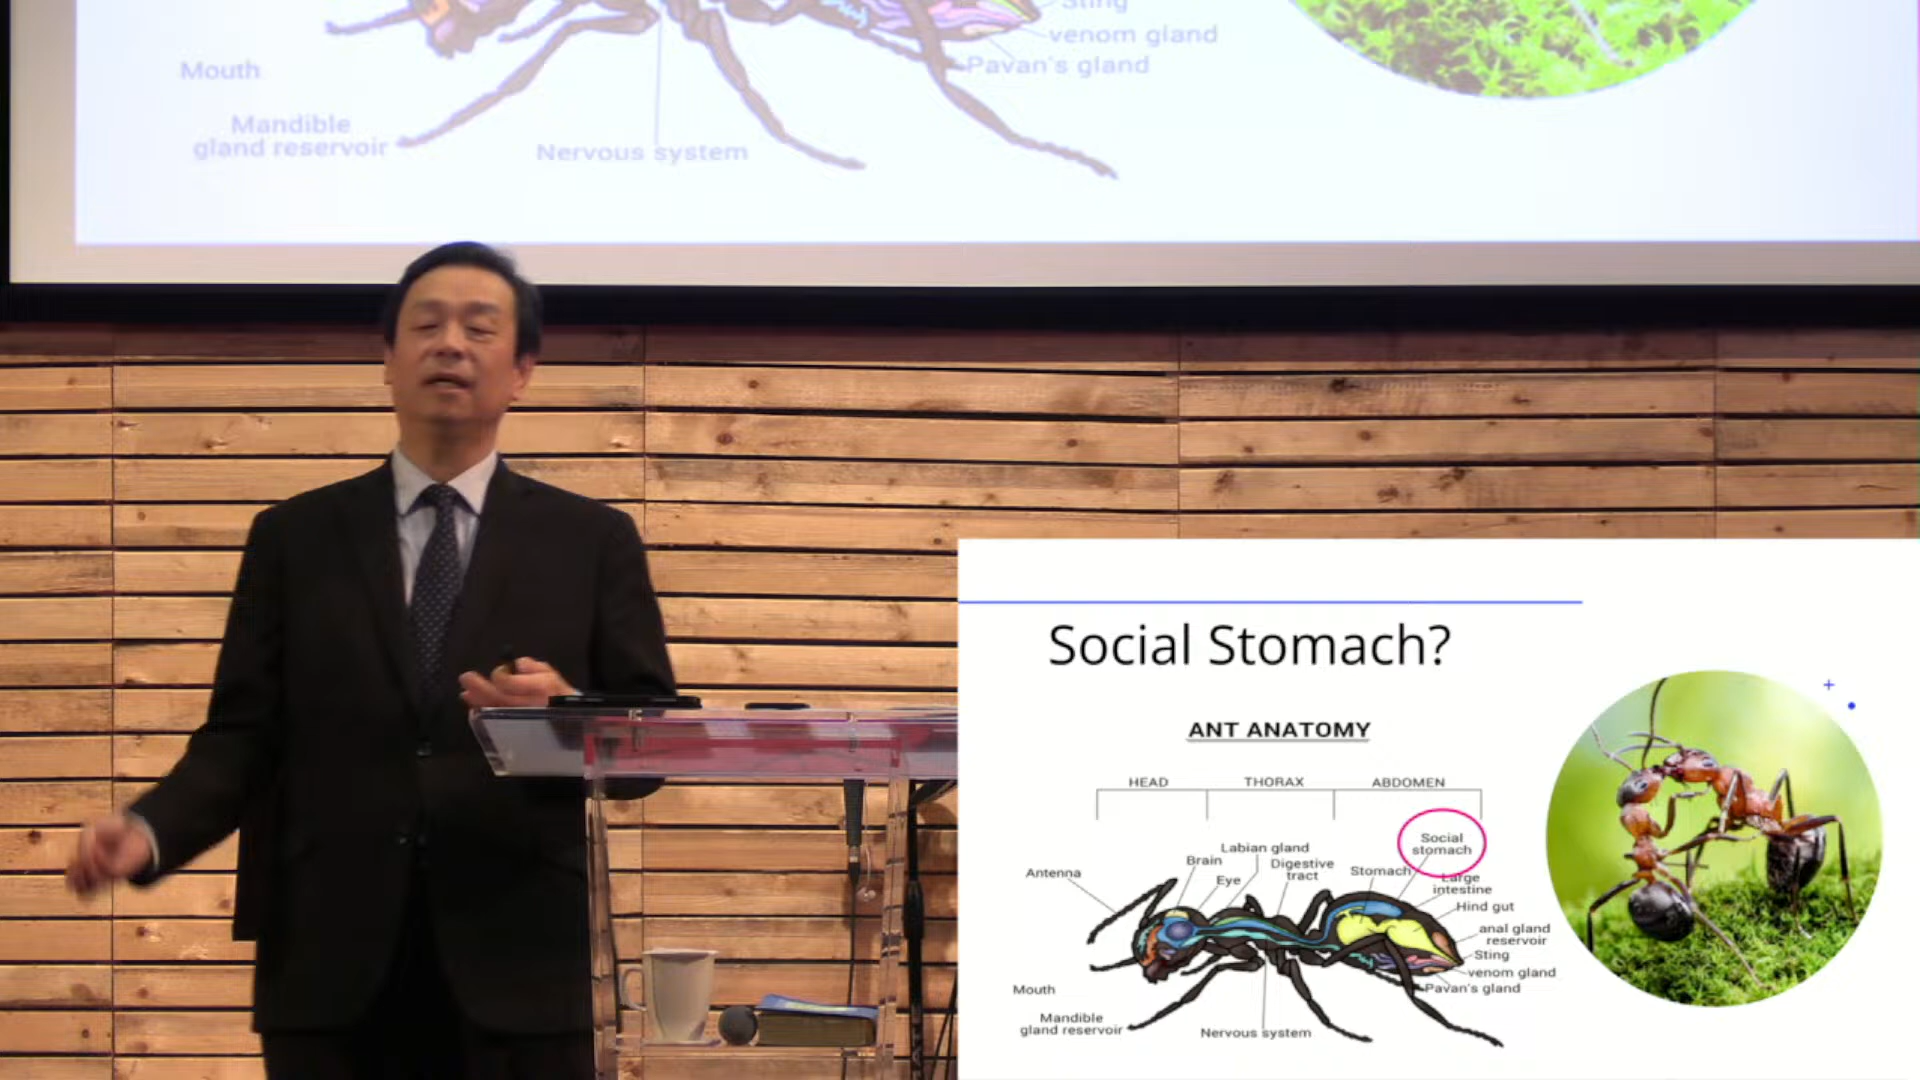 Sting
venom gland
Pavan's gland
Mouth
Mandible
gland reservoir
Nervous system
Social Stomach?
ANT ANATOMY
HEAD THORAX ABDOMEN
Social
stomach
Labian gland
Brain
Digestive
tract
Eye
Antenna
Stomach
Large
intestine
Hind gut
anal gland
reservoir
Sting
venom gland
Pavan's gland
Mouth
Mandible
gland reservoir
Nervous system